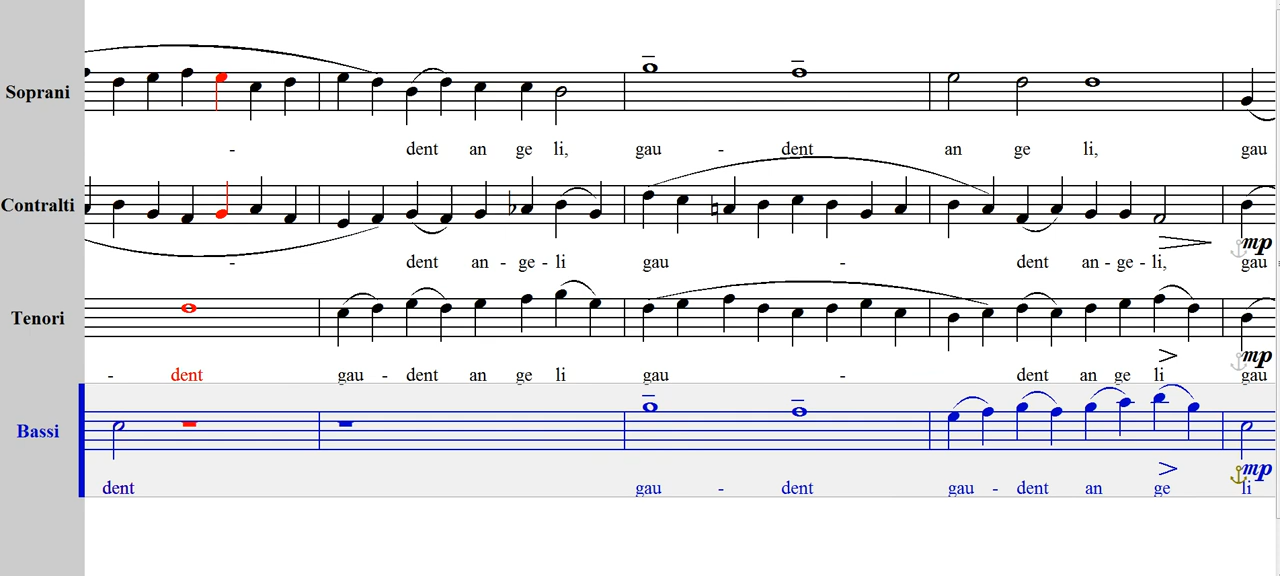 Soprani
- dent an ge li, gau - dent an ge li, gau
Contralti
mp
- dent an - ge - li gau - dent an - ge - li, gau
Tenori
mp
- dent gau - dent an ge li gau - dent an ge li gau
Bassi
mp
dent gau - dent gau - dent an ge li